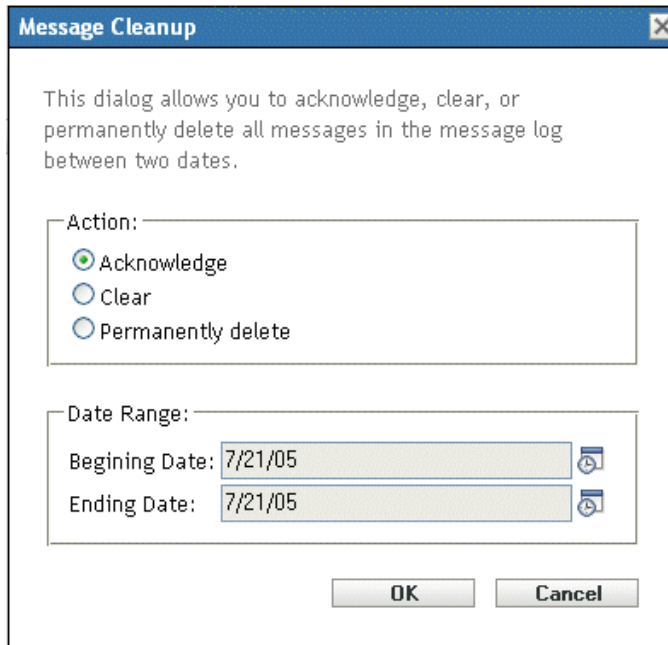 Message Cleanup
This dialog allows you to acknowledge, clear, or
permanently delete all messages in the message log
between two dates.
Action:
Acknowledge
Clear
Permanently delete
Date Range:
Begining Date: 7/21/05
Ending Date: 7/21/05
OK Cancel